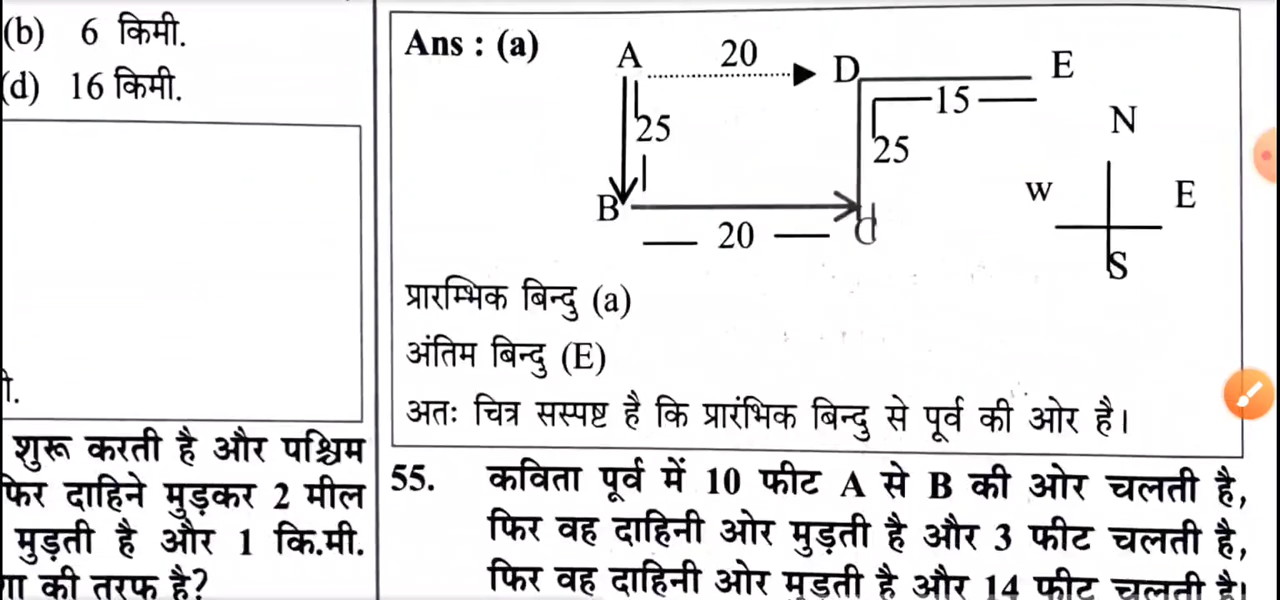 (b) 6 किमी.
(d) 16 किमी.
शुरू करती है और पश्चिम
फिर दाहिने मुड़कर 2 मील
मुड़ती है और 1 कि.मी.
की तरफ है?
Ans : (a)
A 20 D E
15
25
25
B
20
N
W E
S
प्रारम्भिक बिन्दु (a)
अंतिम बिन्दु (E)
अतः चित्र सस्पष्ट है कि प्रारंभिक बिन्दु से पूर्व की ओर है।
55. कविता पूर्व में 10 फीट A से B की ओर चलती है,
फिर वह दाहिनी ओर मुड़ती है और 3 फीट चलती है,
फिर वह दाहिनी ओर मुड़ती है और 14 फीट चलती है।